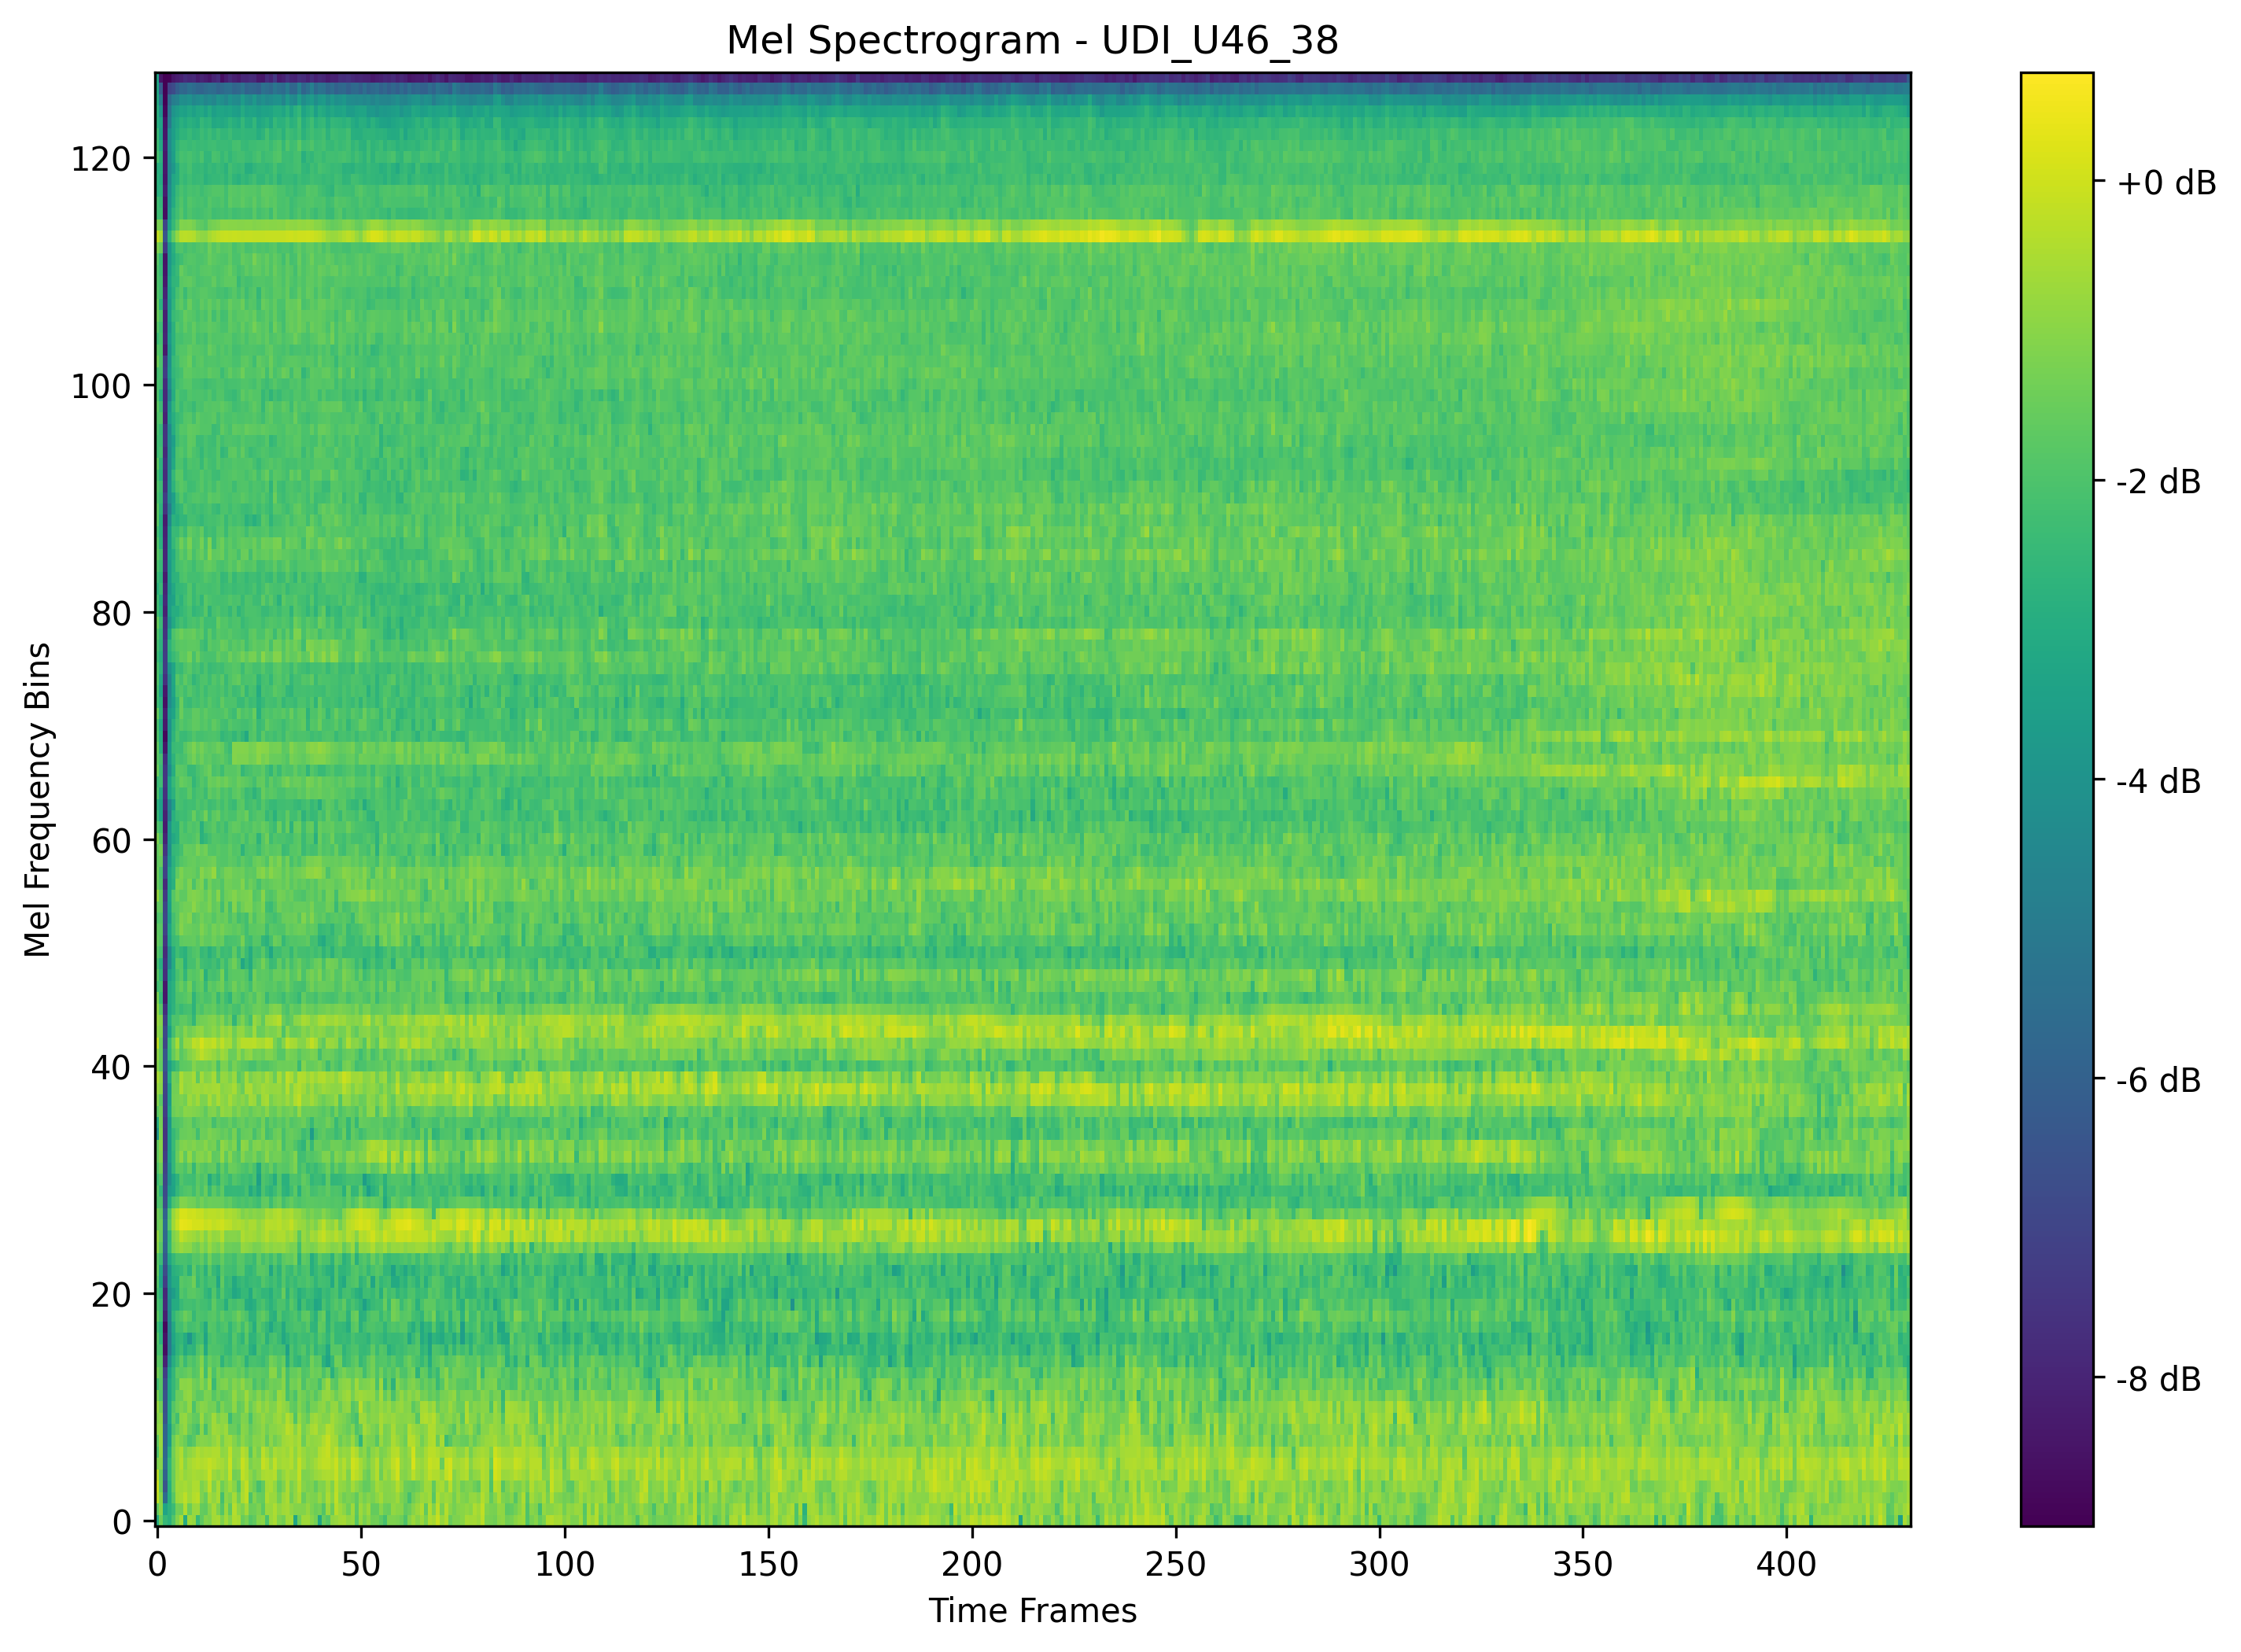 Mel Spectrogram - UDI_U46_38
Mel Frequency Bins
120
100
80
60
40
20
0
0 50 100 150 200 250 300 350 400
Time Frames
+0 dB
-2 dB
-4 dB
-6 dB
-8 dB